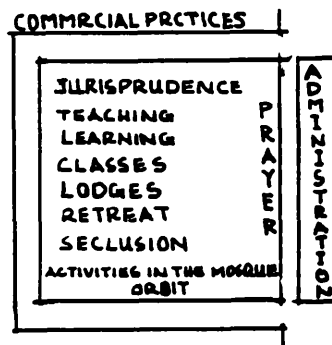 COMMRCIAL PRCTICES
JURISPRUDENCE
TEACHING
LEARNING
CLASSES
LODGES
RETREAT
SECLUSION
PRAYER
ACTIVITIES IN THE MOSQUE
ORBIT
ADMINISTRATION